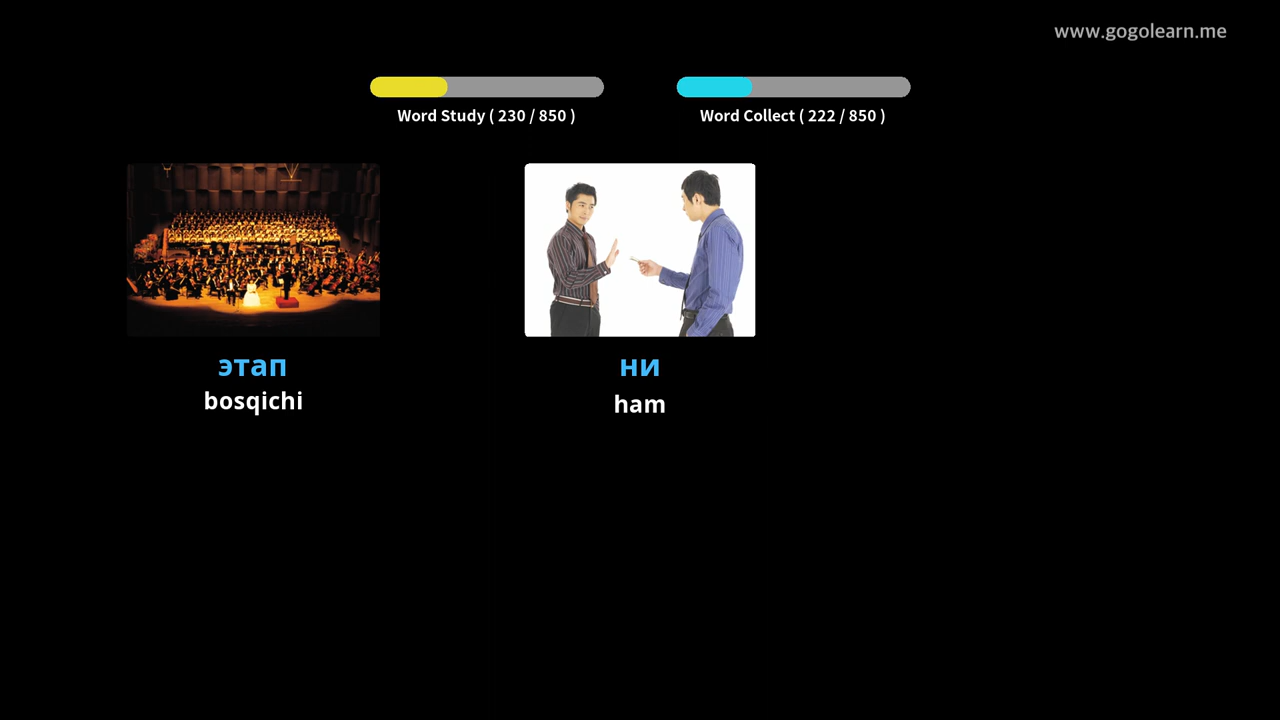 www.gogolearn.me
Word Study ( 230 / 850 )
Word Collect ( 222 / 850 )
этап
bosqichi
ни
ham